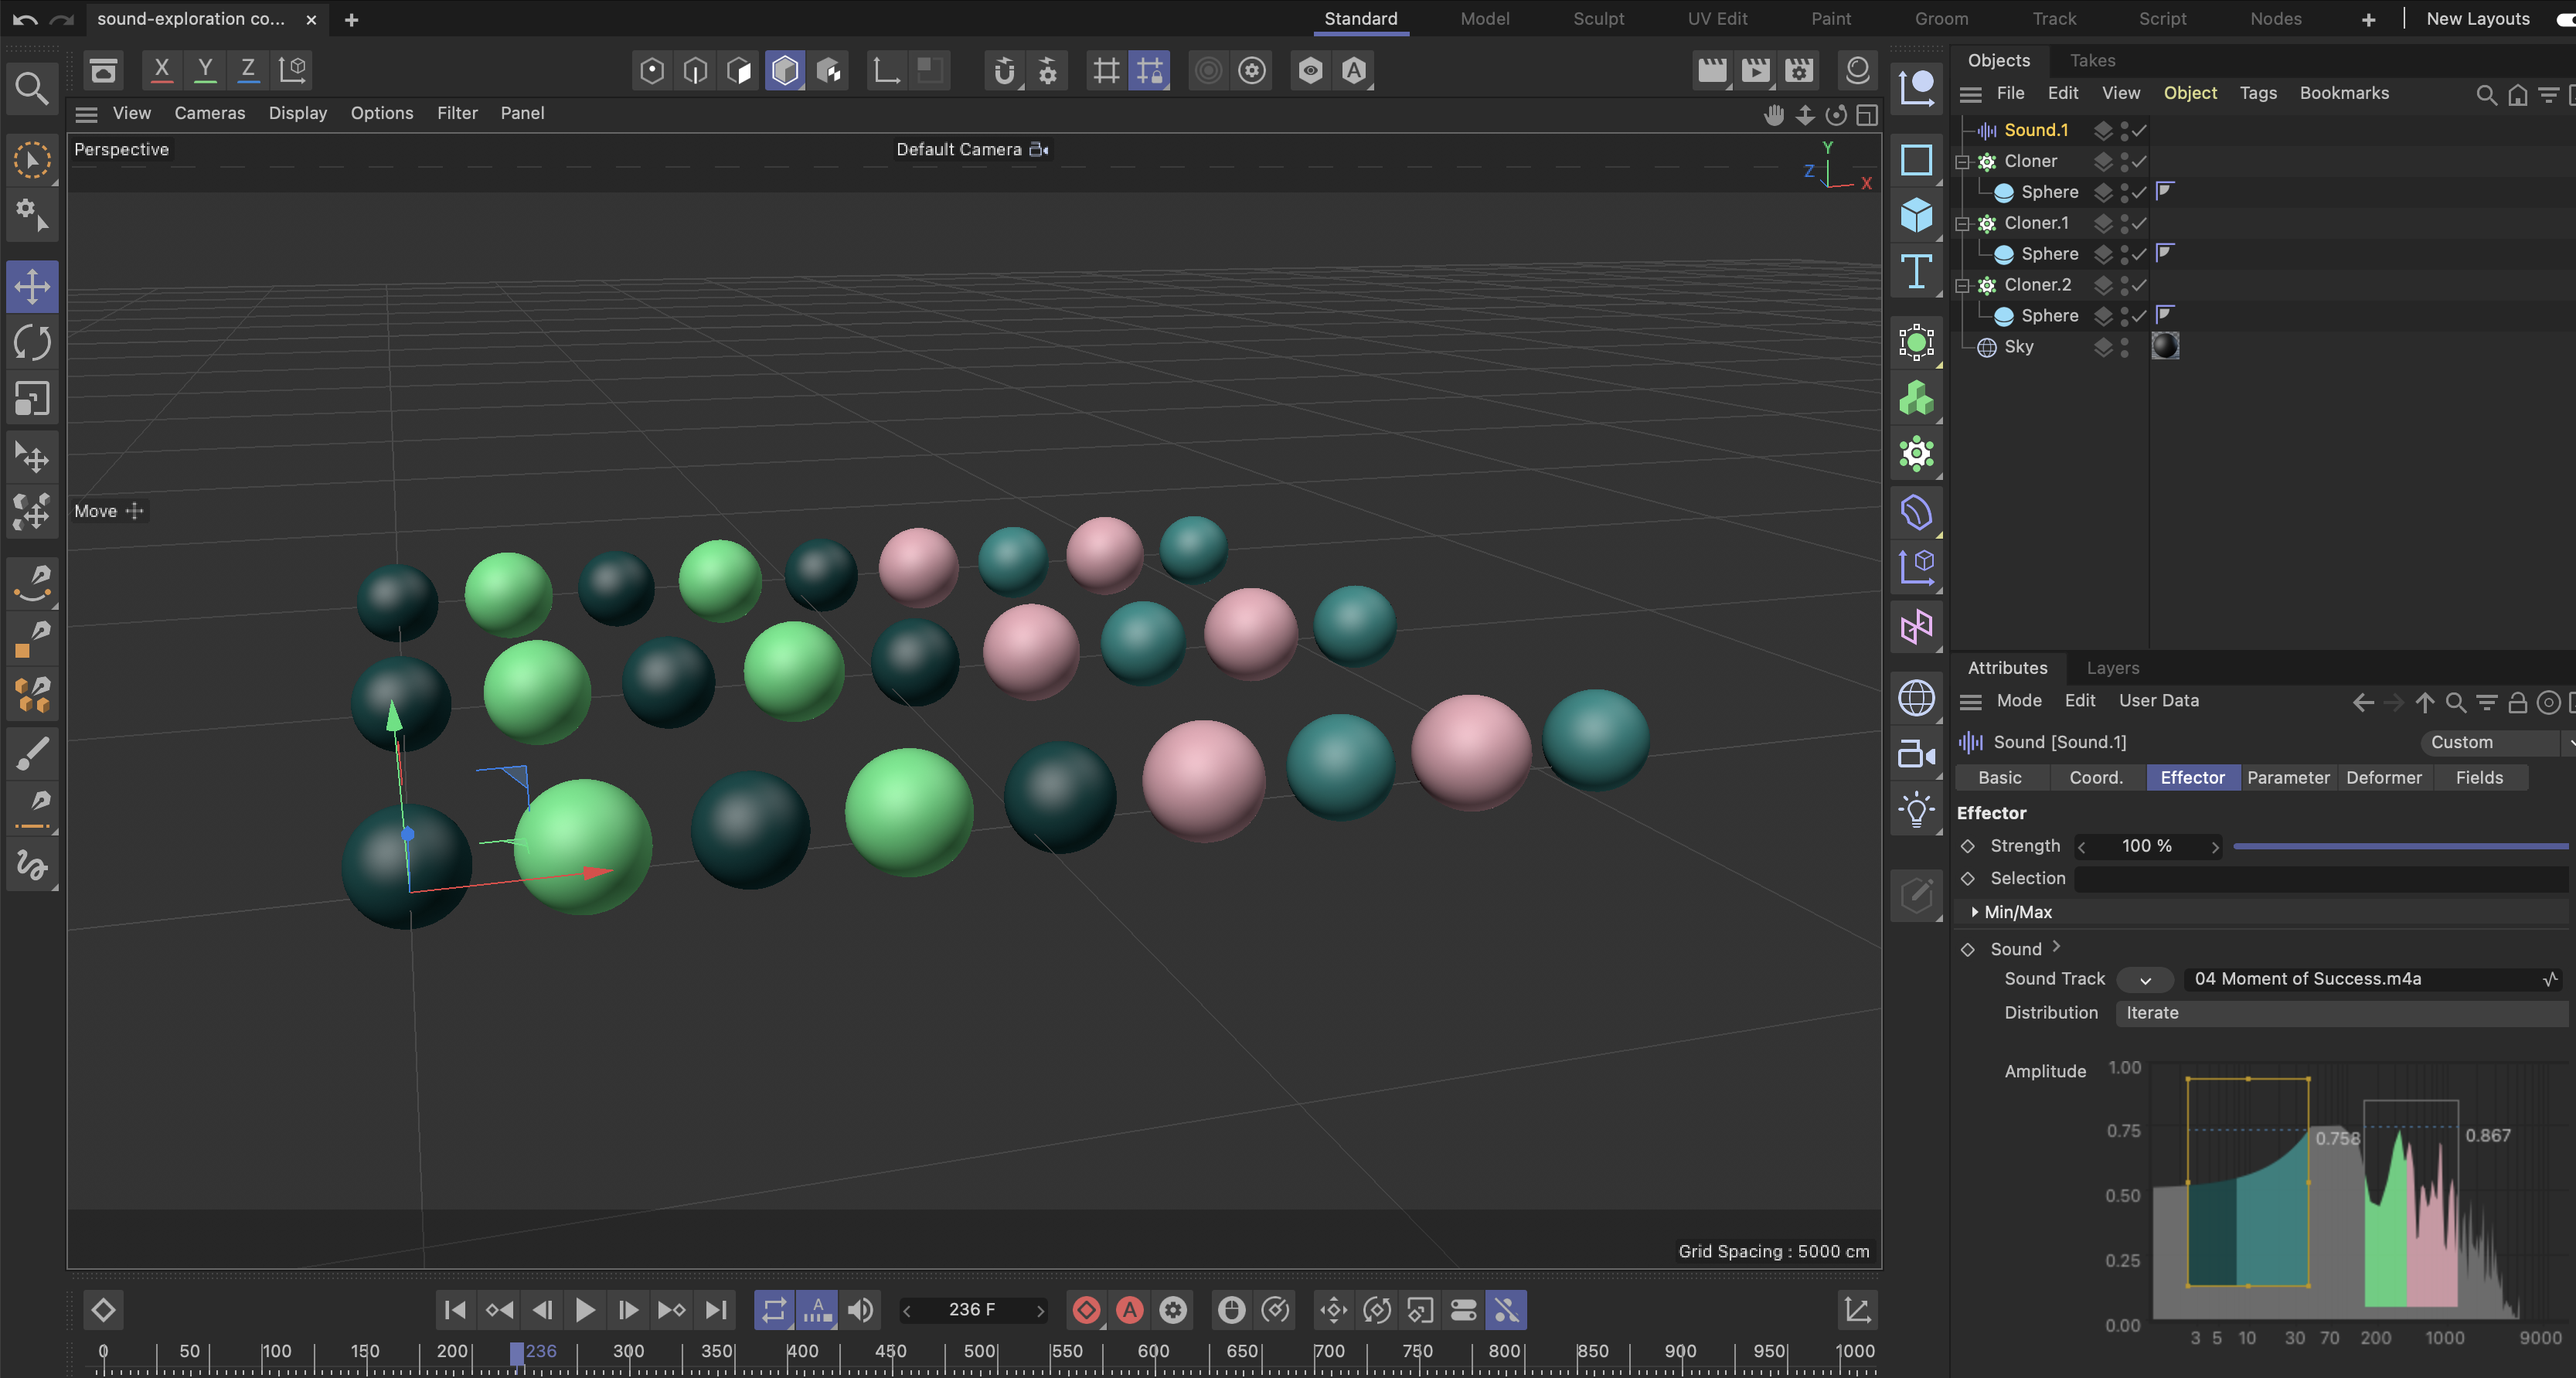 sound-exploration co... × +
Standard Model Sculpt UV Edit Paint Groom Track Script Nodes + New Layouts
X Y Z
View Cameras Display Options Filter Panel
Perspective
Default Camera
Y
Z
X
Move
Grid Spacing : 5000 cm
236 F
0 50 100 150 200 236 300 350 400 450 500 550 600 650 700 750 800 850 900 950 1000
Objects Takes
File Edit View Object Tags Bookmarks
Sound.1
Cloner
Sphere
Cloner.1
Sphere
Cloner.2
Sphere
Sky
Attributes Layers
Mode Edit User Data
Sound [Sound.1] Custom
Basic Coord. Effector Parameter Deformer Fields
Effector
Strength 100 %
Selection
Min/Max
Sound
Sound Track 04 Moment of Success.m4a
Distribution Iterate
Amplitude
1.00
0.75
0.50
0.25
0.00
0.758
0.867
3 5 10 30 70 200 1000 9000